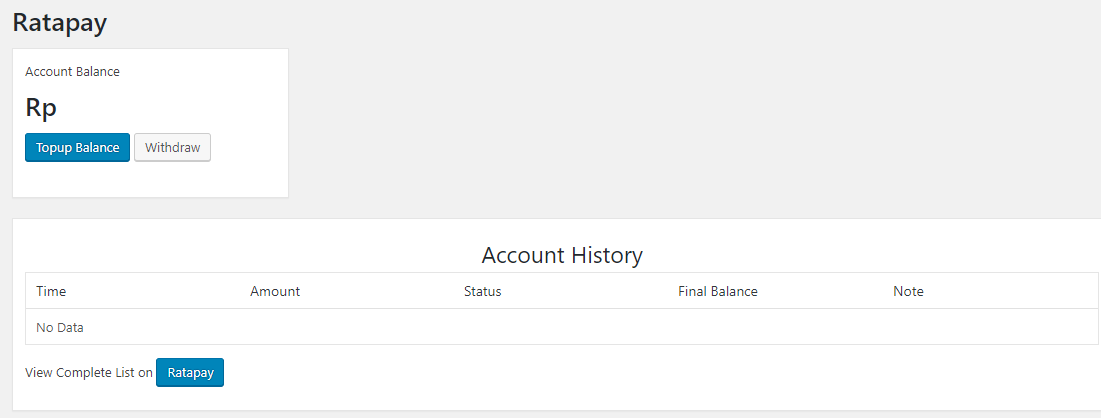 Ratapay
Account Balance
Rp
Topup Balance Withdraw
Account History
Time Amount Status Final Balance Note
No Data
View Complete List on Ratapay